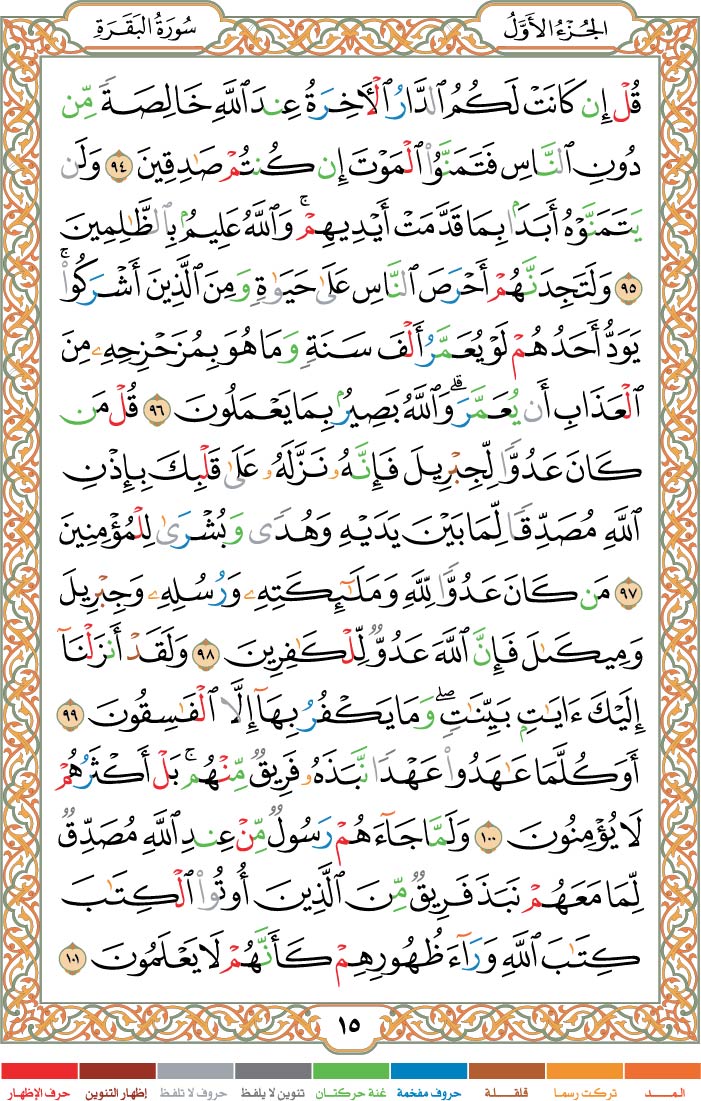 الجُزْءُ الأَوَّلُ
سُورَةُ البَقَرَةِ
قُلْ إِن كَانَتْ لَكُمُ ٱلدَّارُ ٱلْأَخِرَةُ عِندَ ٱللَّهِ خَالِصَةً مِّن
دُونِ ٱلنَّاسِ فَتَمَنَّوُا۟ ٱلْمَوْتَ إِن كُنتُمْ صَٰدِقِينَ ٩٤ وَلَن
يَتَمَنَّوْهُ أَبَدًۢا بِمَا قَدَّمَتْ أَيْدِيهِمْ ۗ وَٱللَّهُ عَلِيمٌۢ بِٱلظَّٰلِمِينَ
٩٥ وَلَتَجِدَنَّهُمْ أَحْرَصَ ٱلنَّاسِ عَلَىٰ حَيَوٰةٍ وَمِنَ ٱلَّذِينَ أَشْرَكُوا۟ ۚ
يَوَدُّ أَحَدُهُمْ لَوْ يُعَمَّرُ أَلْفَ سَنَةٍ وَمَا هُوَ بِمُزَحْزِحِهِۦ مِنَ
ٱلْعَذَابِ أَن يُعَمَّرَ ۗ وَٱللَّهُ بَصِيرٌۢ بِمَا يَعْمَلُونَ ٩٦ قُلْ مَن
كَانَ عَدُوًّا لِّجِبْرِيلَ فَإِنَّهُۥ نَزَّلَهُۥ عَلَىٰ قَلْبِكَ بِإِذْنِ
ٱللَّهِ مُصَدِّقًا لِّمَا بَيْنَ يَدَيْهِ وَهُدًى وَبُشْرَىٰ لِلْمُؤْمِنِينَ
٩٧ مَن كَانَ عَدُوًّا لِّلَّهِ وَمَلَٰٓئِكَتِهِۦ وَرُسُلِهِۦ وَجِبْرِيلَ
وَمِيكَىٰلَ فَإِنَّ ٱللَّهَ عَدُوٌّ لِّلْكَٰفِرِينَ ٩٨ وَلَقَدْ أَنزَلْنَآ
إِلَيْكَ ءَايَٰتٍۭ بَيِّنَٰتٍ ۖ وَمَا يَكْفُرُ بِهَآ إِلَّا ٱلْفَٰسِقُونَ ٩٩
أَوَكُلَّمَا عَٰهَدُوا۟ عَهْدًا نَّبَذَهُۥ فَرِيقٌ مِّنْهُم ۚ بَلْ أَكْثَرُهُمْ
لَا يُؤْمِنُونَ ١٠٠ وَلَمَّا جَآءَهُمْ رَسُولٌ مِّنْ عِندِ ٱللَّهِ مُصَدِّقٌ
لِّمَا مَعَهُمْ نَبَذَ فَرِيقٌ مِّنَ ٱلَّذِينَ أُوتُوا۟ ٱلْكِتَٰبَ
كِتَٰبَ ٱللَّهِ وَرَآءَ ظُهُورِهِمْ كَأَنَّهُمْ لَا يَعْلَمُونَ ١٠١
١٥
المـــد تركت رسما قلقـلـة حروف مفخمة غنة حركتان تنوين لا يلفظ حروف لا تلفظ إظهار التنوين حرف الإظهار